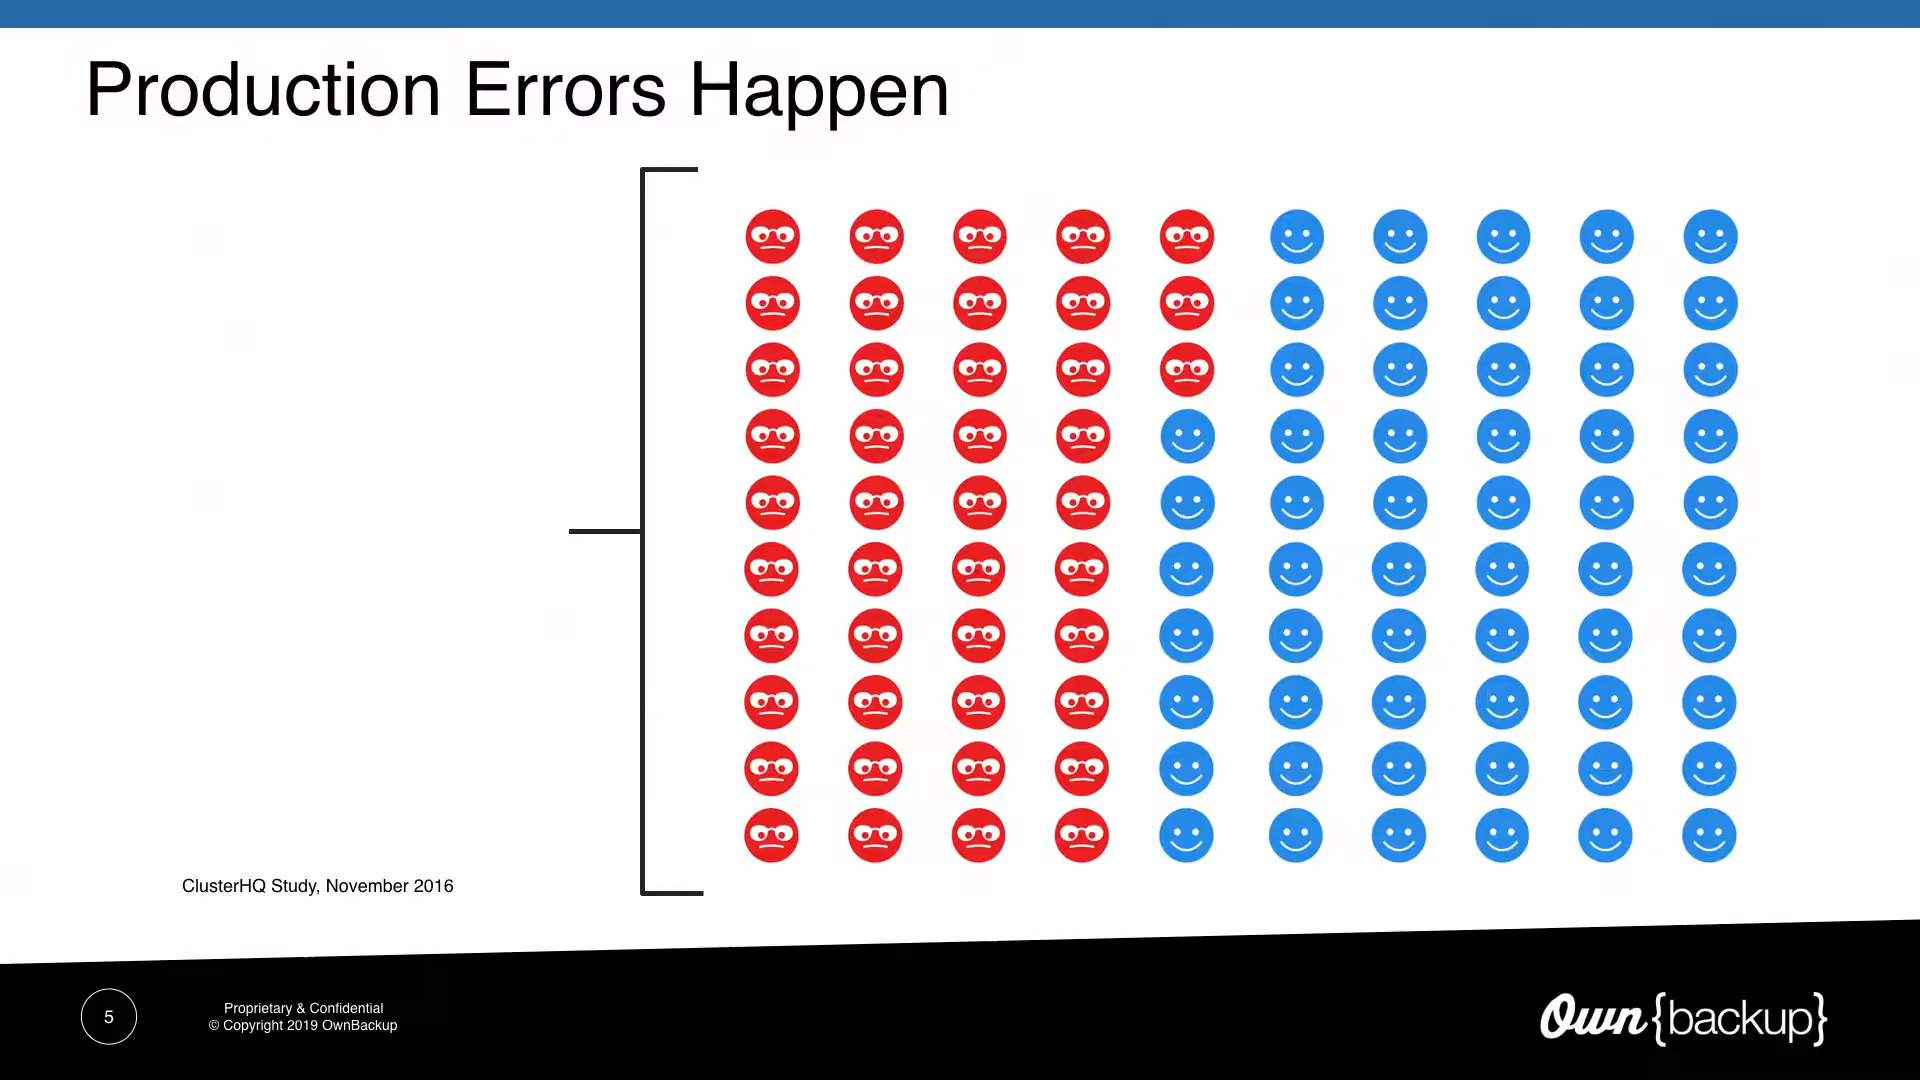 Production Errors Happen
ClusterHQ Study, November 2016
5
Proprietary & Confidential
© Copyright 2019 OwnBackup
Own{backup}